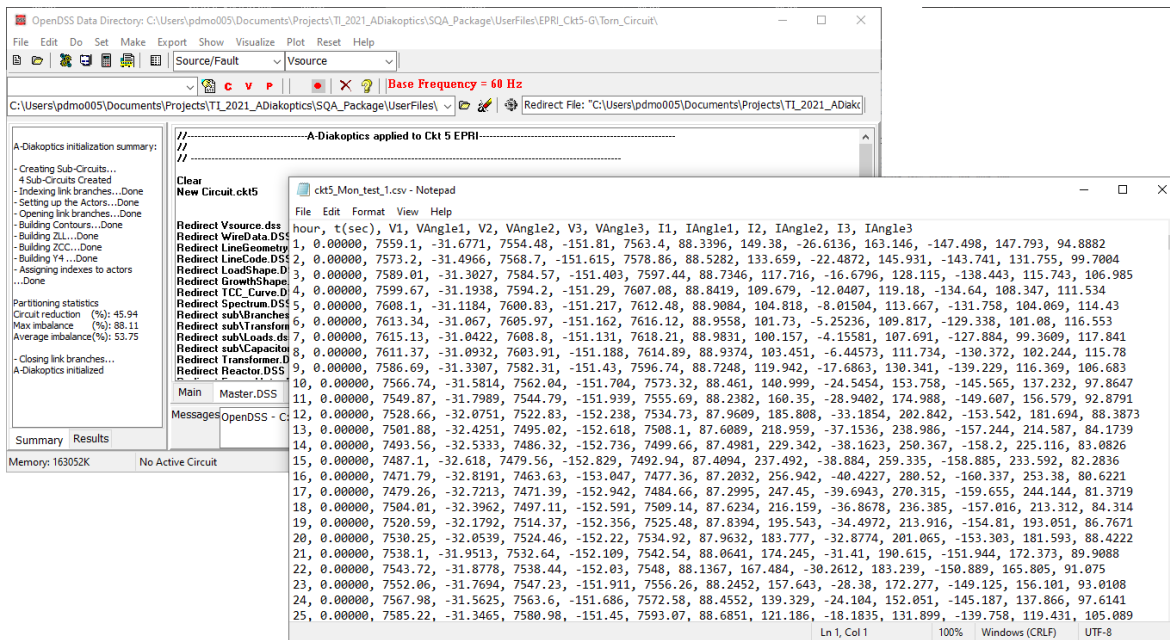 OpenDSS Data Directory: C:\Users\pdmo005\Documents\Projects\TI_2021_ADiakoptics\SQA_Package\UserFiles\EPRI_Ckt5-G\Torn_Circuit\
File Edit Do Set Make Export Show Visualize Plot Reset Help
Source/Fault Vsource
C V P Base Frequency = 60 Hz
C:\Users\pdmo005\Documents\Projects\TI_2021_ADiakoptics\SQA_Package\UserFiles\ Redirect File: "C:\Users\pdmo005\Documents\Projects\TI_2021_ADiako
A-Diakoptics initialization summary:
- Creating Sub-Circuits...
4 Sub-Circuits Created
- Indexing link branches...Done
- Setting up the Actors...Done
- Opening link branches...Done
- Building Contours...Done
- Building ZLL...Done
- Building ZCC...Done
- Building Y4 ...Done
- Assigning indexes to actors
...Done
Partitioning statistics
Circuit reduction (%): 45.94
Max imbalance (%): 88.11
Average imbalance(%): 53.75
- Closing link branches...
A-Diakoptics initialized
Summary Results
//-----------------------------------A-Diakoptics applied to Ckt 5 EPRI----------------------------------------------------------
//
// --------------------------------------------------------------------------------------------------------------------------------
Clear
New Circuit.ckt5
Redirect Vsource.dss
Redirect WireData.DSS
Redirect LineGeometry
Redirect LineCode.DSS
Redirect LoadShape.D
Redirect GrowthShape
Redirect TCC_Curve.D
Redirect Spectrum.DSS
Redirect sub\Branches
Redirect sub\Transform
Redirect sub\Loads.ds
Redirect sub\Capacitor
Redirect Transformer.D
Redirect Reactor.DSS
Main Master.DSS
Messages OpenDSS - C:
Memory: 163052K No Active Circuit
ckt5_Mon_test_1.csv - Notepad
File Edit Format View Help
hour, t(sec), V1, VAngle1, V2, VAngle2, V3, VAngle3, I1, IAngle1, I2, IAngle2, I3, IAngle3
1, 0.00000, 7559.1, -31.6771, 7554.48, -151.81, 7563.4, 88.3396, 149.38, -26.6136, 163.146, -147.498, 147.793, 94.8882
2, 0.00000, 7573.2, -31.4966, 7568.7, -151.615, 7578.86, 88.5282, 133.659, -22.4872, 145.931, -143.741, 131.755, 99.7004
3, 0.00000, 7589.01, -31.3027, 7584.57, -151.403, 7597.44, 88.7346, 117.716, -16.6796, 128.115, -138.443, 115.743, 106.985
4, 0.00000, 7599.67, -31.1938, 7594.2, -151.29, 7607.08, 88.8419, 109.679, -12.0407, 119.18, -134.64, 108.347, 111.534
5, 0.00000, 7608.1, -31.1184, 7600.83, -151.217, 7612.48, 88.9084, 104.818, -8.01504, 113.667, -131.758, 104.069, 114.43
6, 0.00000, 7613.34, -31.067, 7605.97, -151.162, 7616.12, 88.9558, 101.73, -5.25236, 109.817, -129.338, 101.08, 116.553
7, 0.00000, 7615.13, -31.0422, 7608.8, -151.131, 7618.21, 88.9831, 100.157, -4.15581, 107.691, -127.884, 99.3609, 117.841
8, 0.00000, 7611.37, -31.0932, 7603.91, -151.188, 7614.89, 88.9374, 103.451, -6.44573, 111.734, -130.372, 102.244, 115.78
9, 0.00000, 7586.69, -31.3307, 7582.31, -151.43, 7596.74, 88.7248, 119.942, -17.6863, 130.341, -139.229, 116.369, 106.683
10, 0.00000, 7566.74, -31.5814, 7562.04, -151.704, 7573.32, 88.461, 140.999, -24.5454, 153.758, -145.565, 137.232, 97.8647
11, 0.00000, 7549.87, -31.7989, 7544.79, -151.939, 7555.69, 88.2382, 160.35, -28.9402, 174.988, -149.607, 156.579, 92.8791
12, 0.00000, 7528.66, -32.0751, 7522.83, -152.238, 7534.73, 87.9609, 185.808, -33.1854, 202.842, -153.542, 181.694, 88.3873
13, 0.00000, 7501.88, -32.4251, 7495.02, -152.618, 7508.1, 87.6089, 218.959, -37.1536, 238.986, -157.244, 214.587, 84.1739
14, 0.00000, 7493.56, -32.5333, 7486.32, -152.736, 7499.66, 87.4981, 229.342, -38.1623, 250.367, -158.2, 225.116, 83.0826
15, 0.00000, 7487.1, -32.618, 7479.56, -152.829, 7492.94, 87.4094, 237.492, -38.884, 259.335, -158.885, 233.592, 82.2836
16, 0.00000, 7471.79, -32.8191, 7463.63, -153.047, 7477.36, 87.2032, 256.942, -40.4227, 280.52, -160.337, 253.38, 80.6221
17, 0.00000, 7479.26, -32.7213, 7471.39, -152.942, 7484.66, 87.2995, 247.45, -39.6943, 270.315, -159.655, 244.144, 81.3719
18, 0.00000, 7504.01, -32.3962, 7497.11, -152.591, 7509.14, 87.6234, 216.159, -36.8678, 236.385, -157.016, 213.312, 84.314
19, 0.00000, 7520.59, -32.1792, 7514.37, -152.356, 7525.48, 87.8394, 195.543, -34.4972, 213.916, -154.81, 193.051, 86.7671
20, 0.00000, 7530.25, -32.0539, 7524.46, -152.22, 7534.92, 87.9632, 183.777, -32.8774, 201.065, -153.303, 181.593, 88.4222
21, 0.00000, 7538.1, -31.9513, 7532.64, -152.109, 7542.54, 88.0641, 174.245, -31.41, 190.615, -151.944, 172.373, 89.9088
22, 0.00000, 7543.72, -31.8778, 7538.44, -152.03, 7548, 88.1367, 167.484, -30.2612, 183.239, -150.889, 165.805, 91.075
23, 0.00000, 7552.06, -31.7694, 7547.23, -151.911, 7556.26, 88.2452, 157.643, -28.38, 172.277, -149.125, 156.101, 93.0108
24, 0.00000, 7567.98, -31.5625, 7563.6, -151.686, 7572.58, 88.4552, 139.329, -24.104, 152.051, -145.187, 137.866, 97.6141
25, 0.00000, 7585.22, -31.3465, 7580.98, -151.45, 7593.07, 88.6851, 121.186, -18.1835, 131.899, -139.758, 119.431, 105.089
Ln 1, Col 1 100% Windows (CRLF) UTF-8